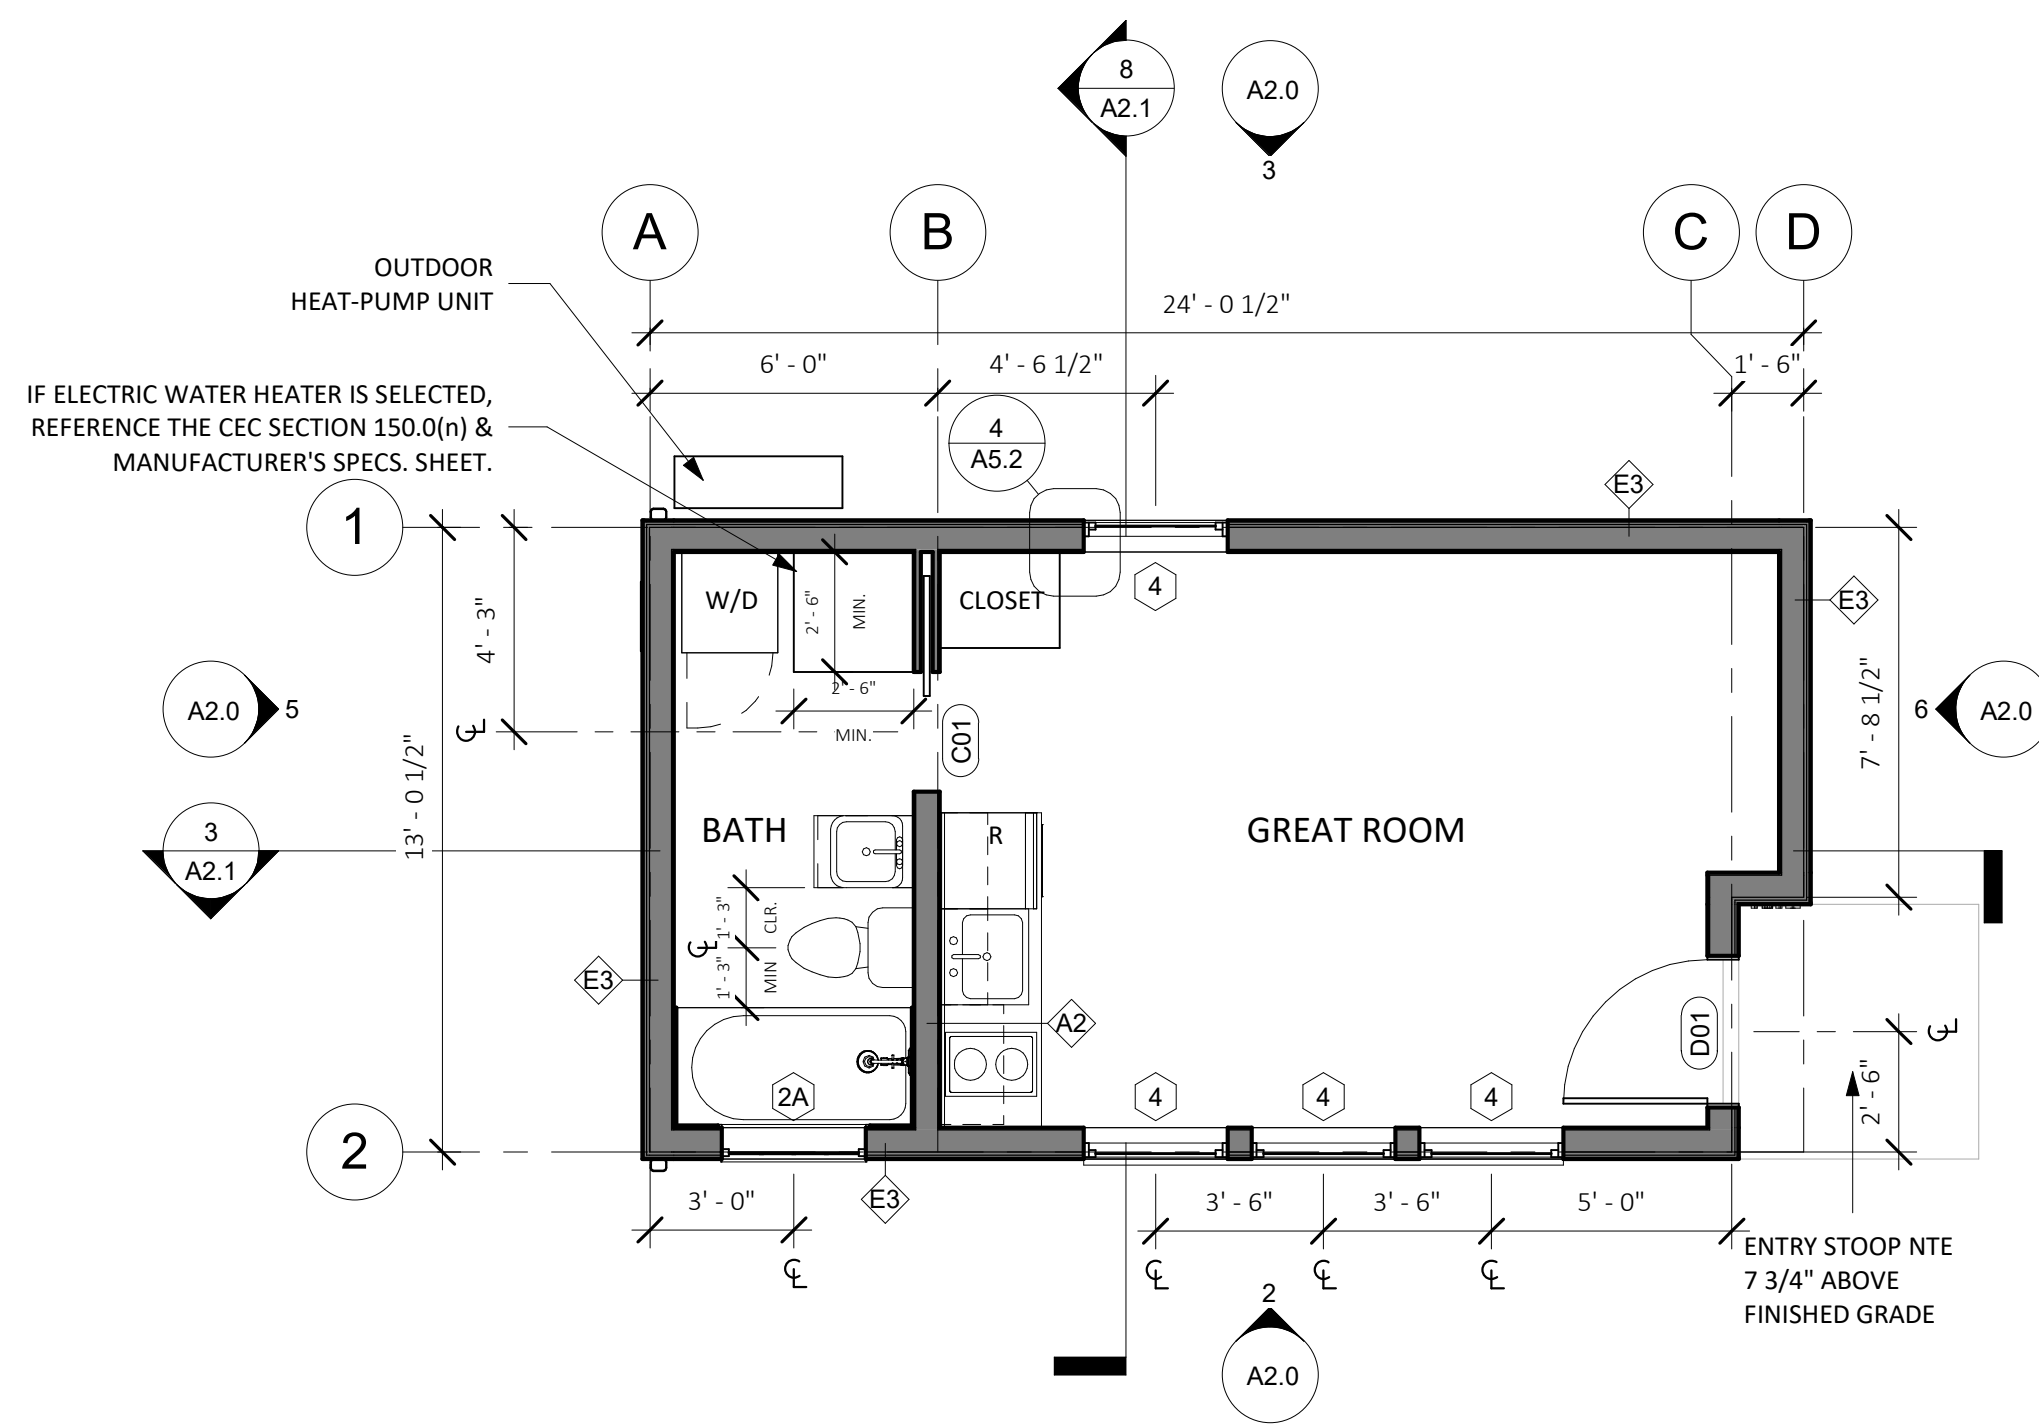 8
A2.1
A2.0
3
A
B
C
D
OUTDOOR
HEAT-PUMP UNIT
24' - 0 1/2"
6' - 0"
4' - 6 1/2"
1' - 6"
IF ELECTRIC WATER HEATER IS SELECTED,
REFERENCE THE CEC SECTION 150.0(n) &
MANUFACTURER'S SPECS. SHEET.
4
A5.2
E3
1
W/D
2' - 6"
MIN.
CLOSET
4
E3
4' - 3"
2' - 6"
MIN.
C01
7' - 8 1/2"
A2.0
5
6
A2.0
℄
13' - 0 1/2"
3
A2.1
BATH
R
GREAT ROOM
1' - 3"
CLR.
℄
1' - 3"
MIN
E3
A2
D01
℄
2A
4
4
4
2' - 6"
2
3' - 0"
E3
3' - 6"
3' - 6"
5' - 0"
℄
℄
℄
℄
ENTRY STOOP NTE
7 3/4" ABOVE
FINISHED GRADE
2
A2.0